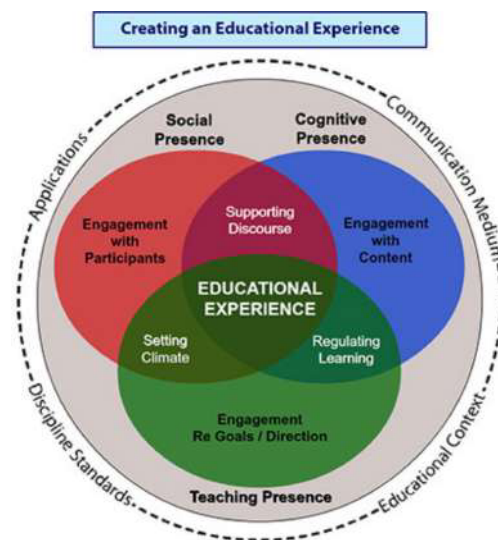 Creating an Educational Experience
Applications
Communication Medium
Social
Presence
Cognitive
Presence
Engagement
with
Participants
Supporting
Discourse
Engagement
with
Content
EDUCATIONAL
EXPERIENCE
Setting
Climate
Regulating
Learning
Engagement
Re Goals / Direction
Teaching Presence
Discipline Standards
Educational Context